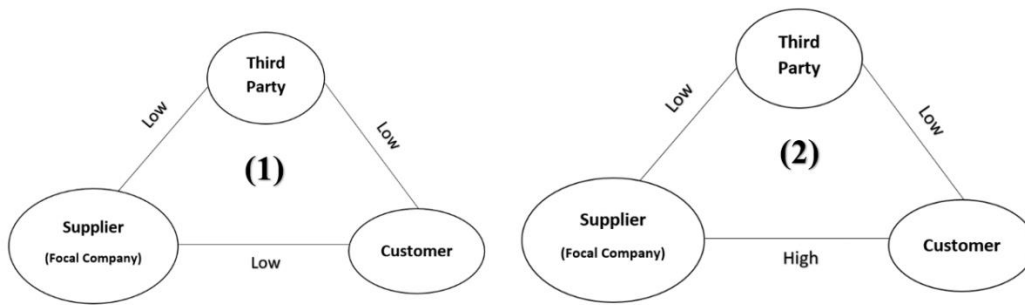 Third
Party
Low
Low
(1)
Supplier
(Focal Company)
Customer
Low
Third
Party
Low
Low
(2)
Supplier
(Focal Company)
Customer
High